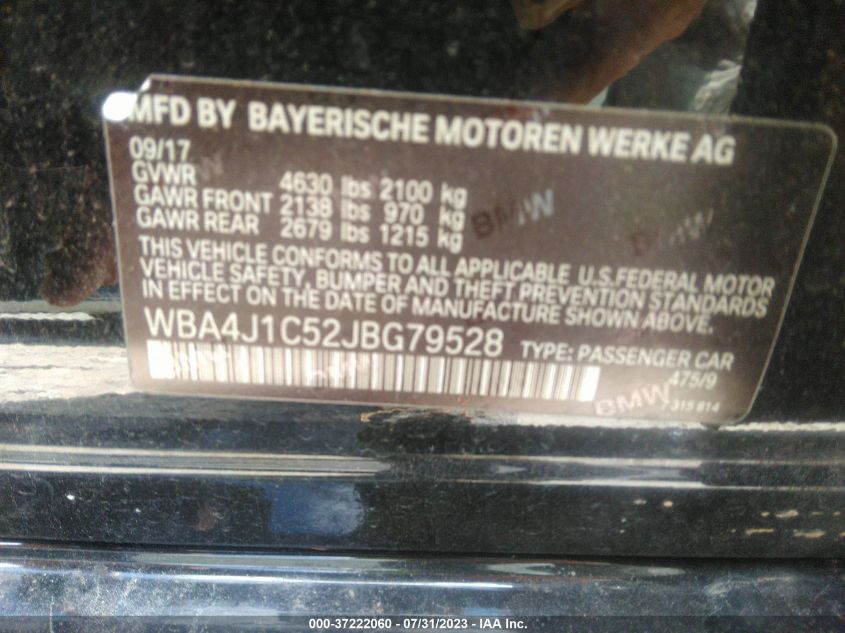 MFD BY BAYERISCHE MOTOREN WERKE AG
09/17
GVWR 4630 lbs 2100 kg
GAWR FRONT 2138 lbs 970 kg
GAWR REAR 2679 lbs 1215 kg
THIS VEHICLE CONFORMS TO ALL APPLICABLE U.S.FEDERAL MOTOR
VEHICLE SAFETY, BUMPER AND THEFT PREVENTION STANDARDS
IN EFFECT ON THE DATE OF MANUFACTURE SHOWN ABOVE.
WBA4J1C52JBG79528 TYPE: PASSENGER CAR
475/9
BMW
7 315 814
000-37222060 - 07/31/2023 - IAA Inc.